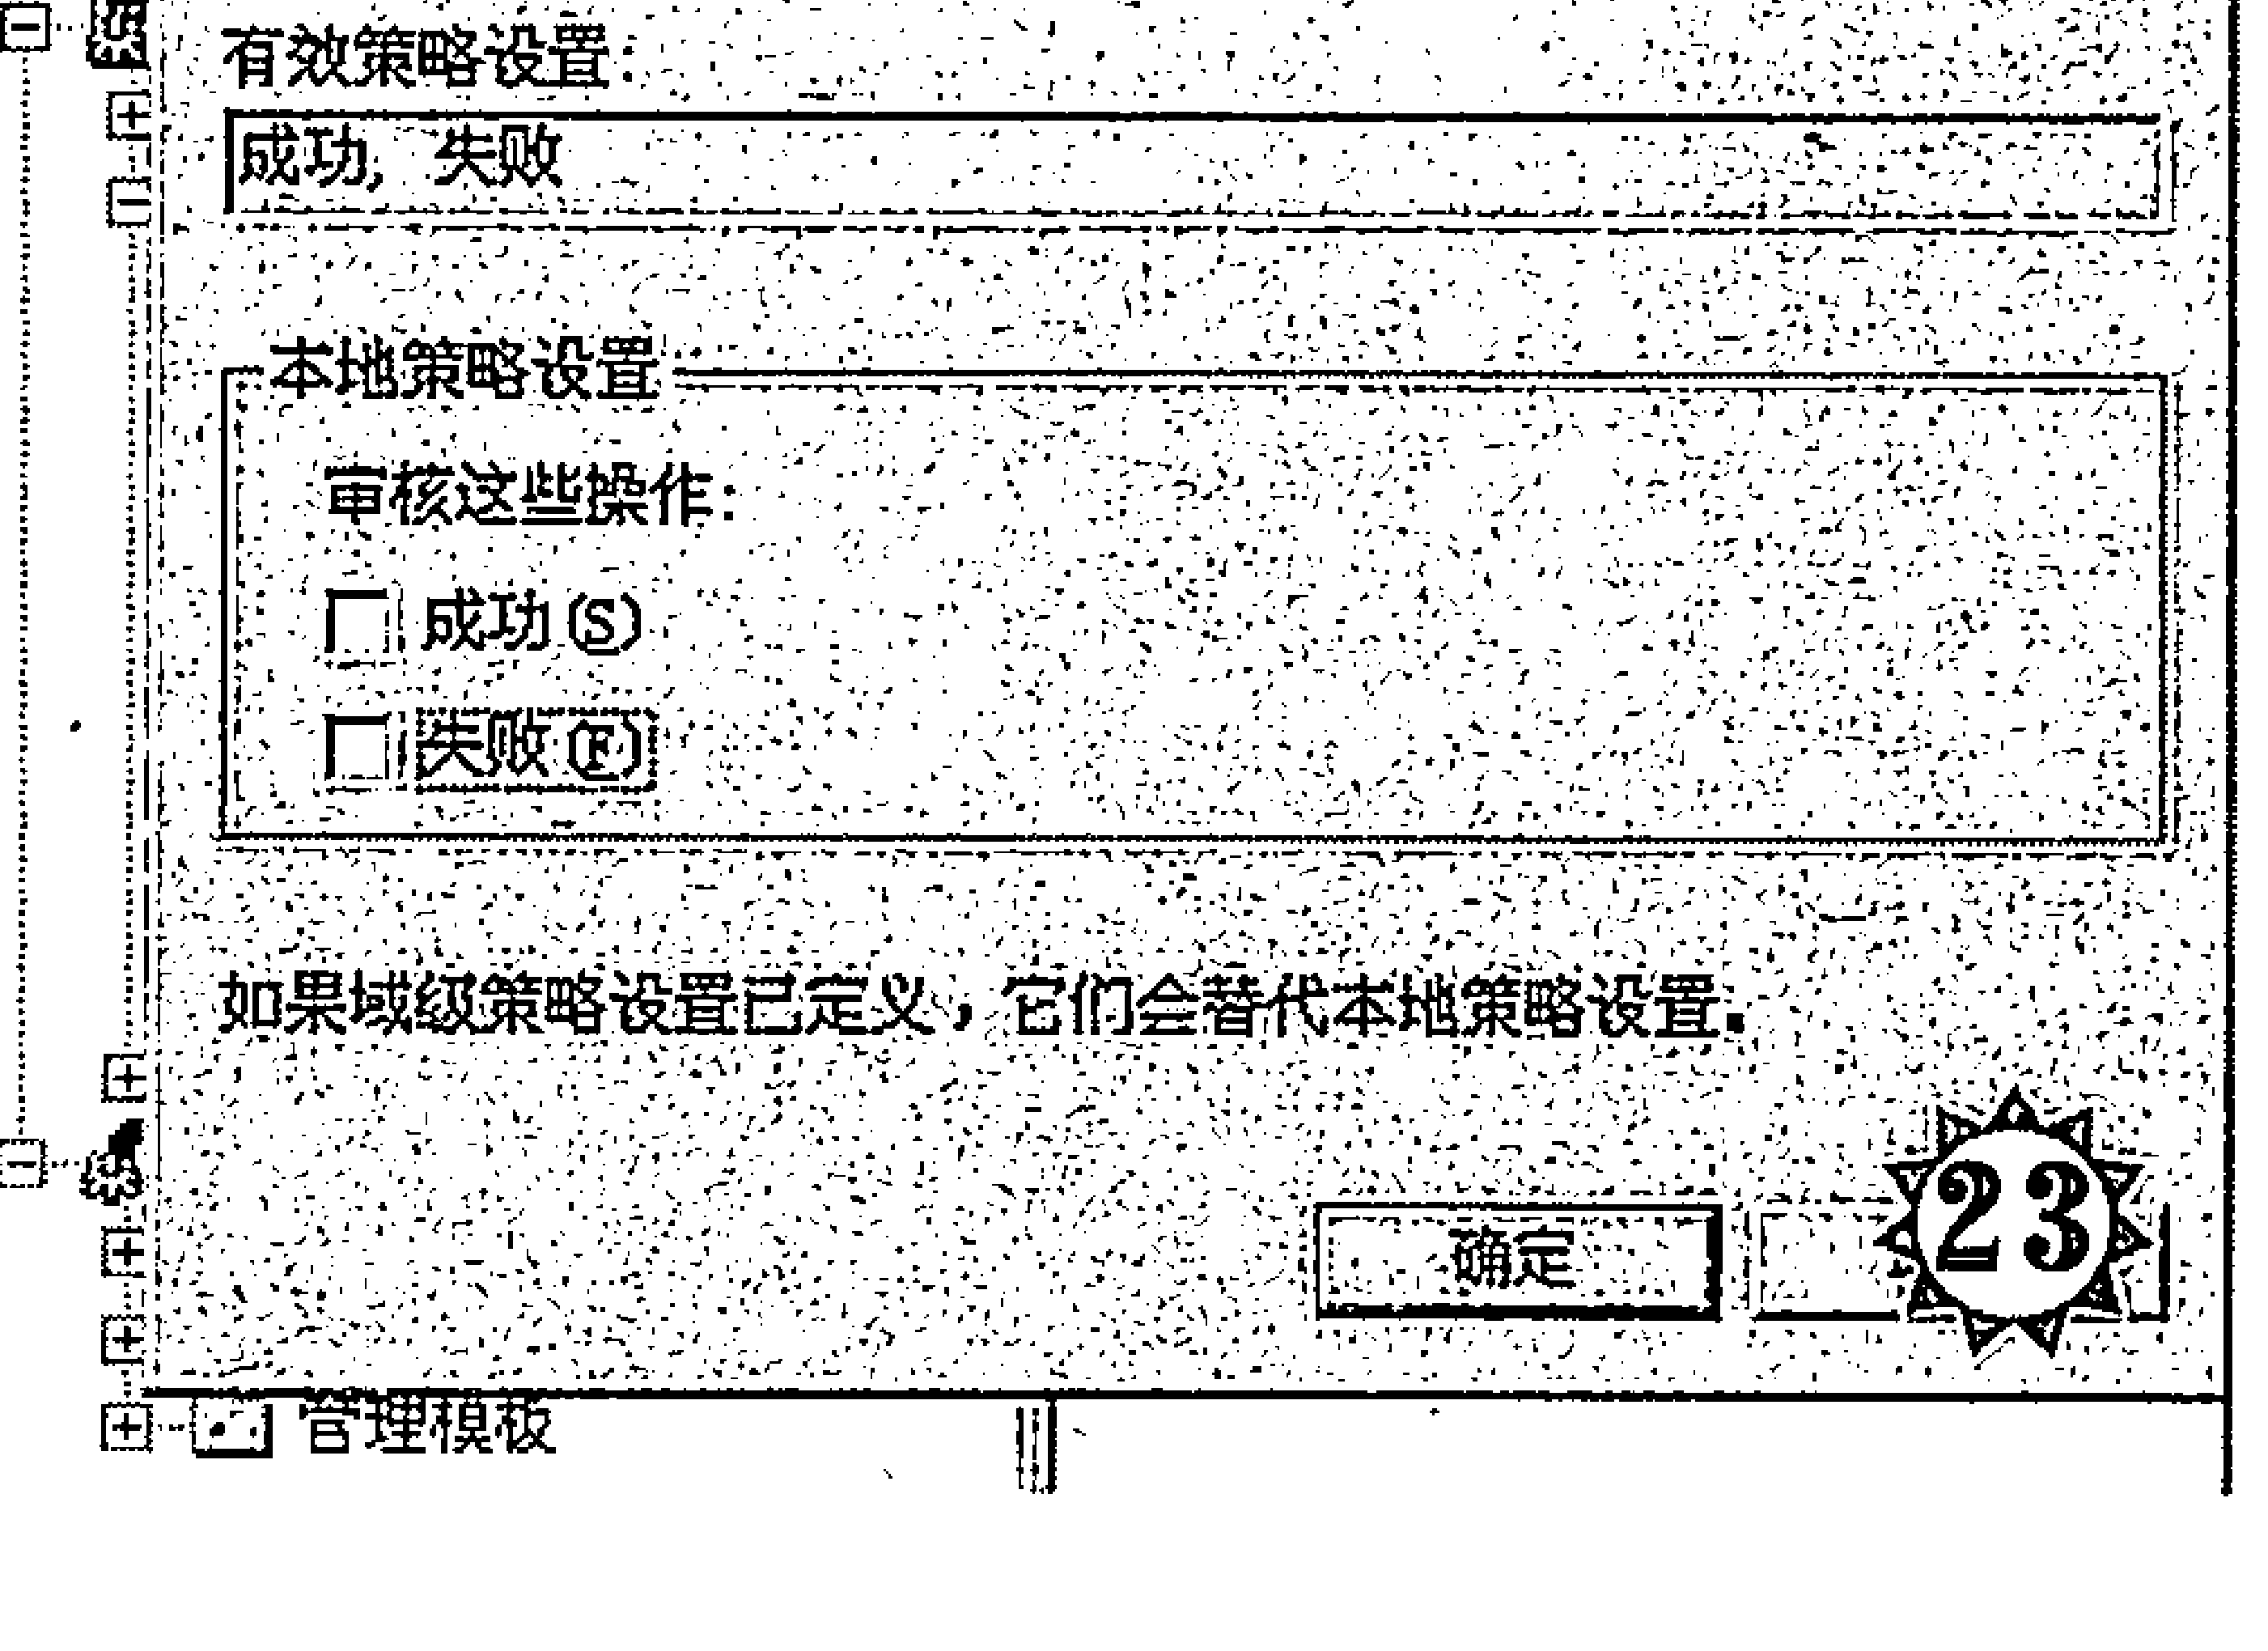 有效策略设置:
成功, 失败
本地策略设置
审核这些操作:
成功(S)
失败(F)
如果域级策略设置已定义，它们会替代本地策略设置.
确定
23
管理模板